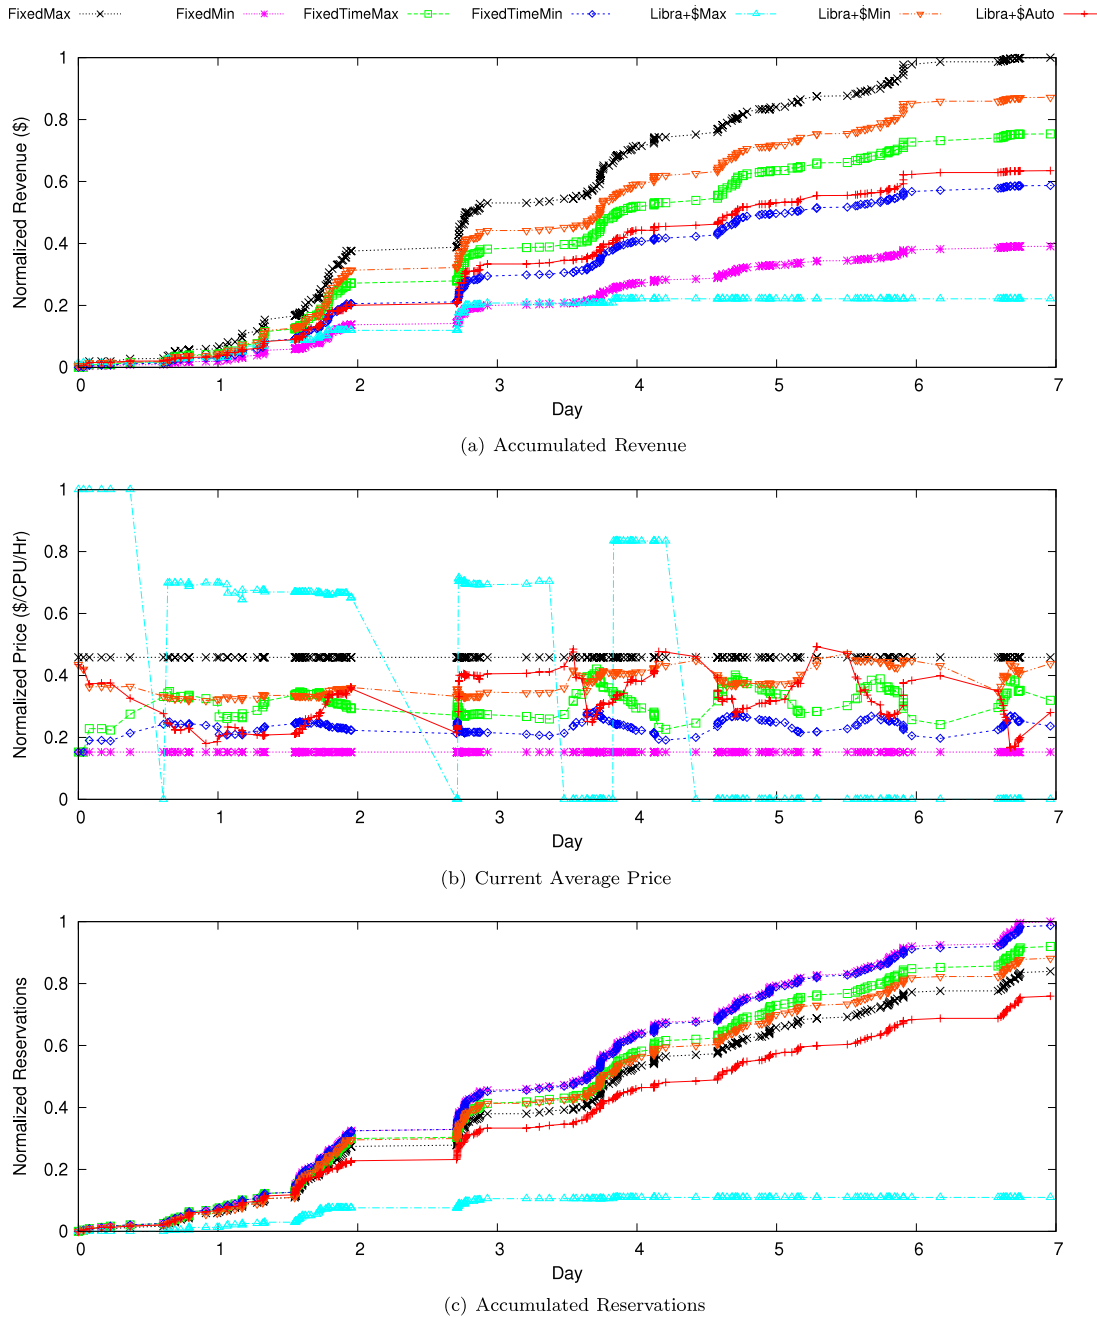 FixedMax FixedMin FixedTimeMax FixedTimeMin Libra+$Max Libra+$Min Libra+$Auto
Normalized Revenue ($)
1
0.8
0.6
0.4
0.2
0
0 1 2 3 4 5 6 7
Day
(a) Accumulated Revenue
Normalized Price ($/CPU/Hr)
1
0.8
0.6
0.4
0.2
0
0 1 2 3 4 5 6 7
Day
(b) Current Average Price
Normalized Reservations
1
0.8
0.6
0.4
0.2
0
0 1 2 3 4 5 6 7
Day
(c) Accumulated Reservations